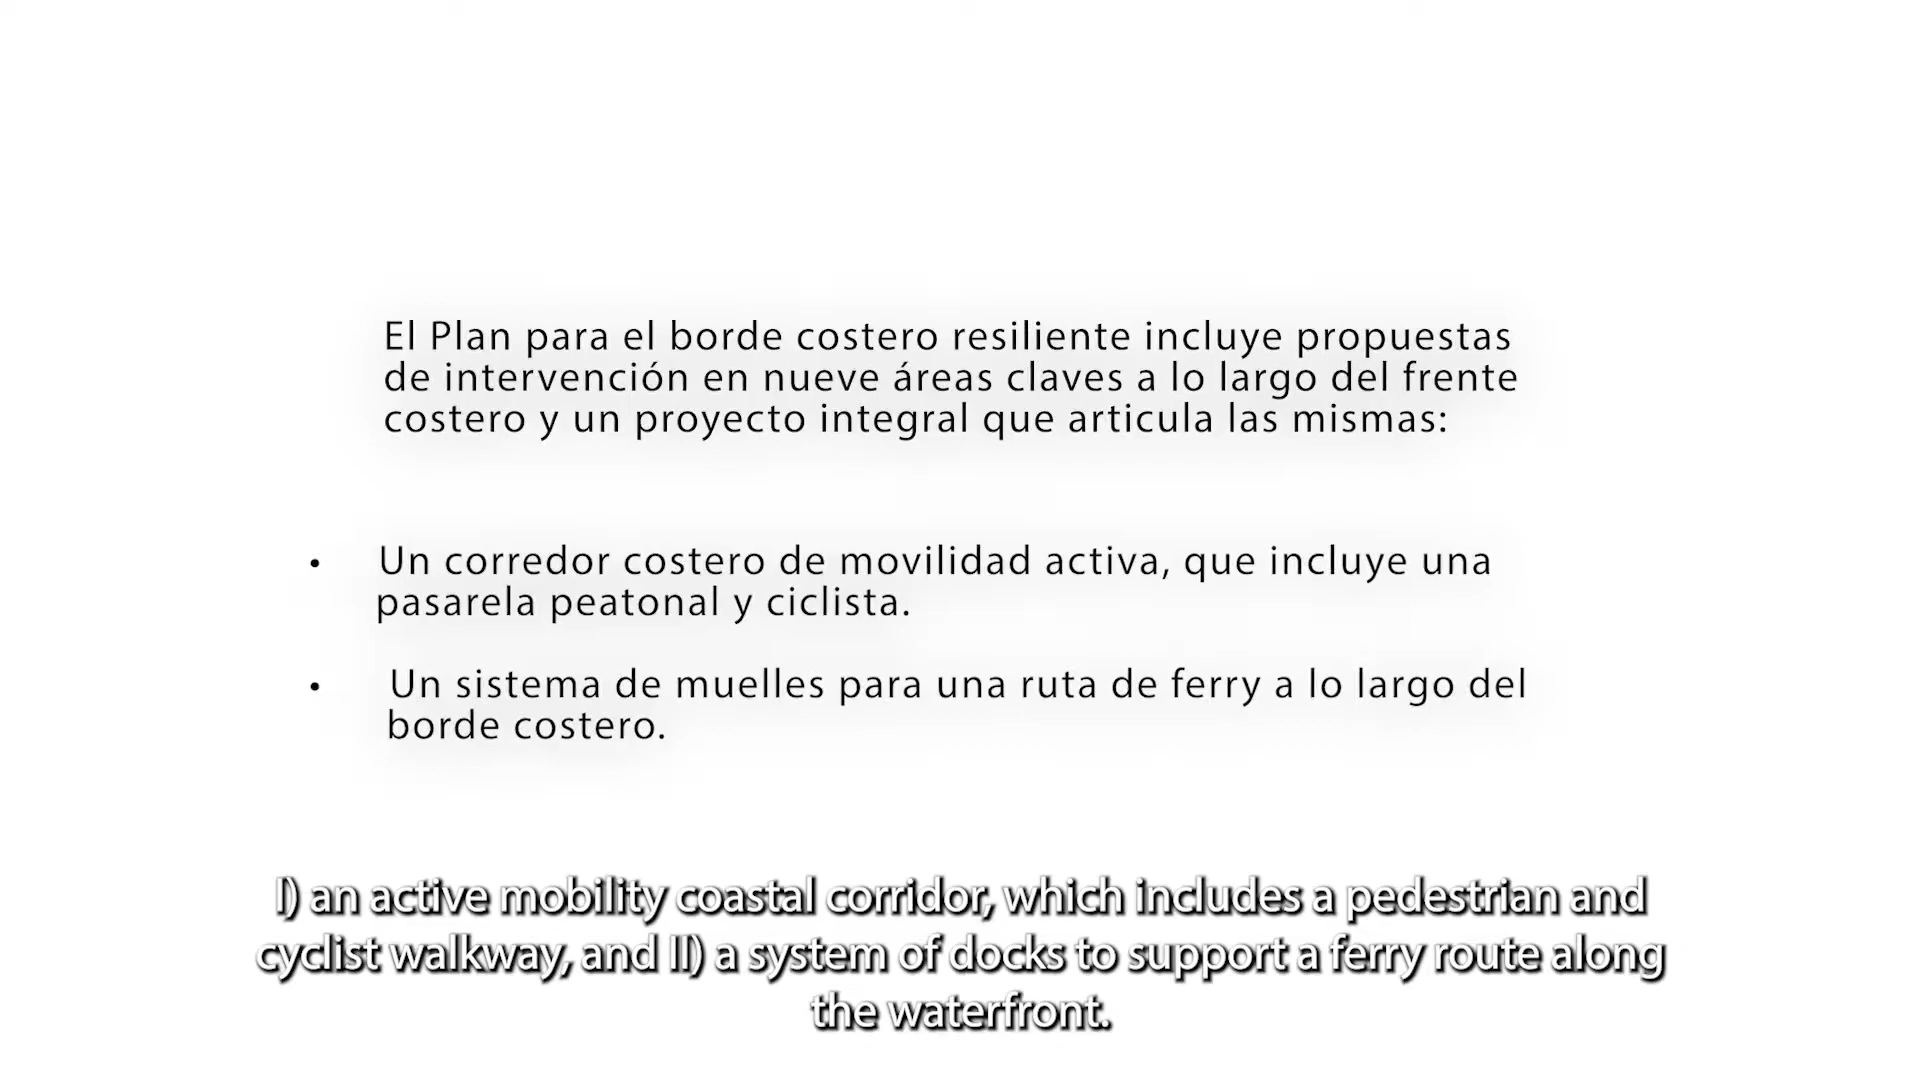 El Plan para el borde costero resiliente incluye propuestas
de intervención en nueve áreas claves a lo largo del frente
costero y un proyecto integral que articula las mismas:
• Un corredor costero de movilidad activa, que incluye una
pasarela peatonal y ciclista.
• Un sistema de muelles para una ruta de ferry a lo largo del
borde costero.
I) an active mobility coastal corridor, which includes a pedestrian and
cyclist walkway, and II) a system of docks to support a ferry route along
the waterfront.